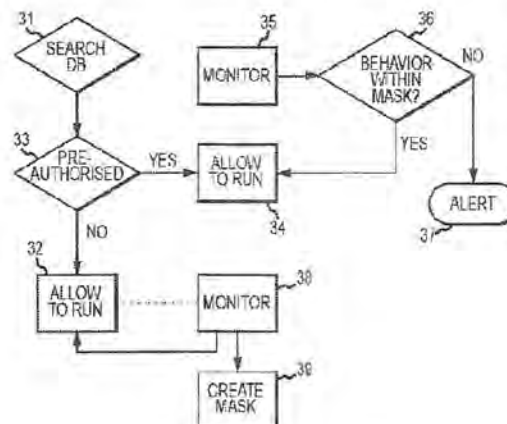 31
SEARCH
DB
33
PRE-
AUTHORISED
YES
NO
32
ALLOW
TO RUN
35
MONITOR
36
BEHAVIOR
WITHIN
MASK?
NO
YES
ALLOW
TO RUN
34
ALERT
37
38
MONITOR
39
CREATE
MASK